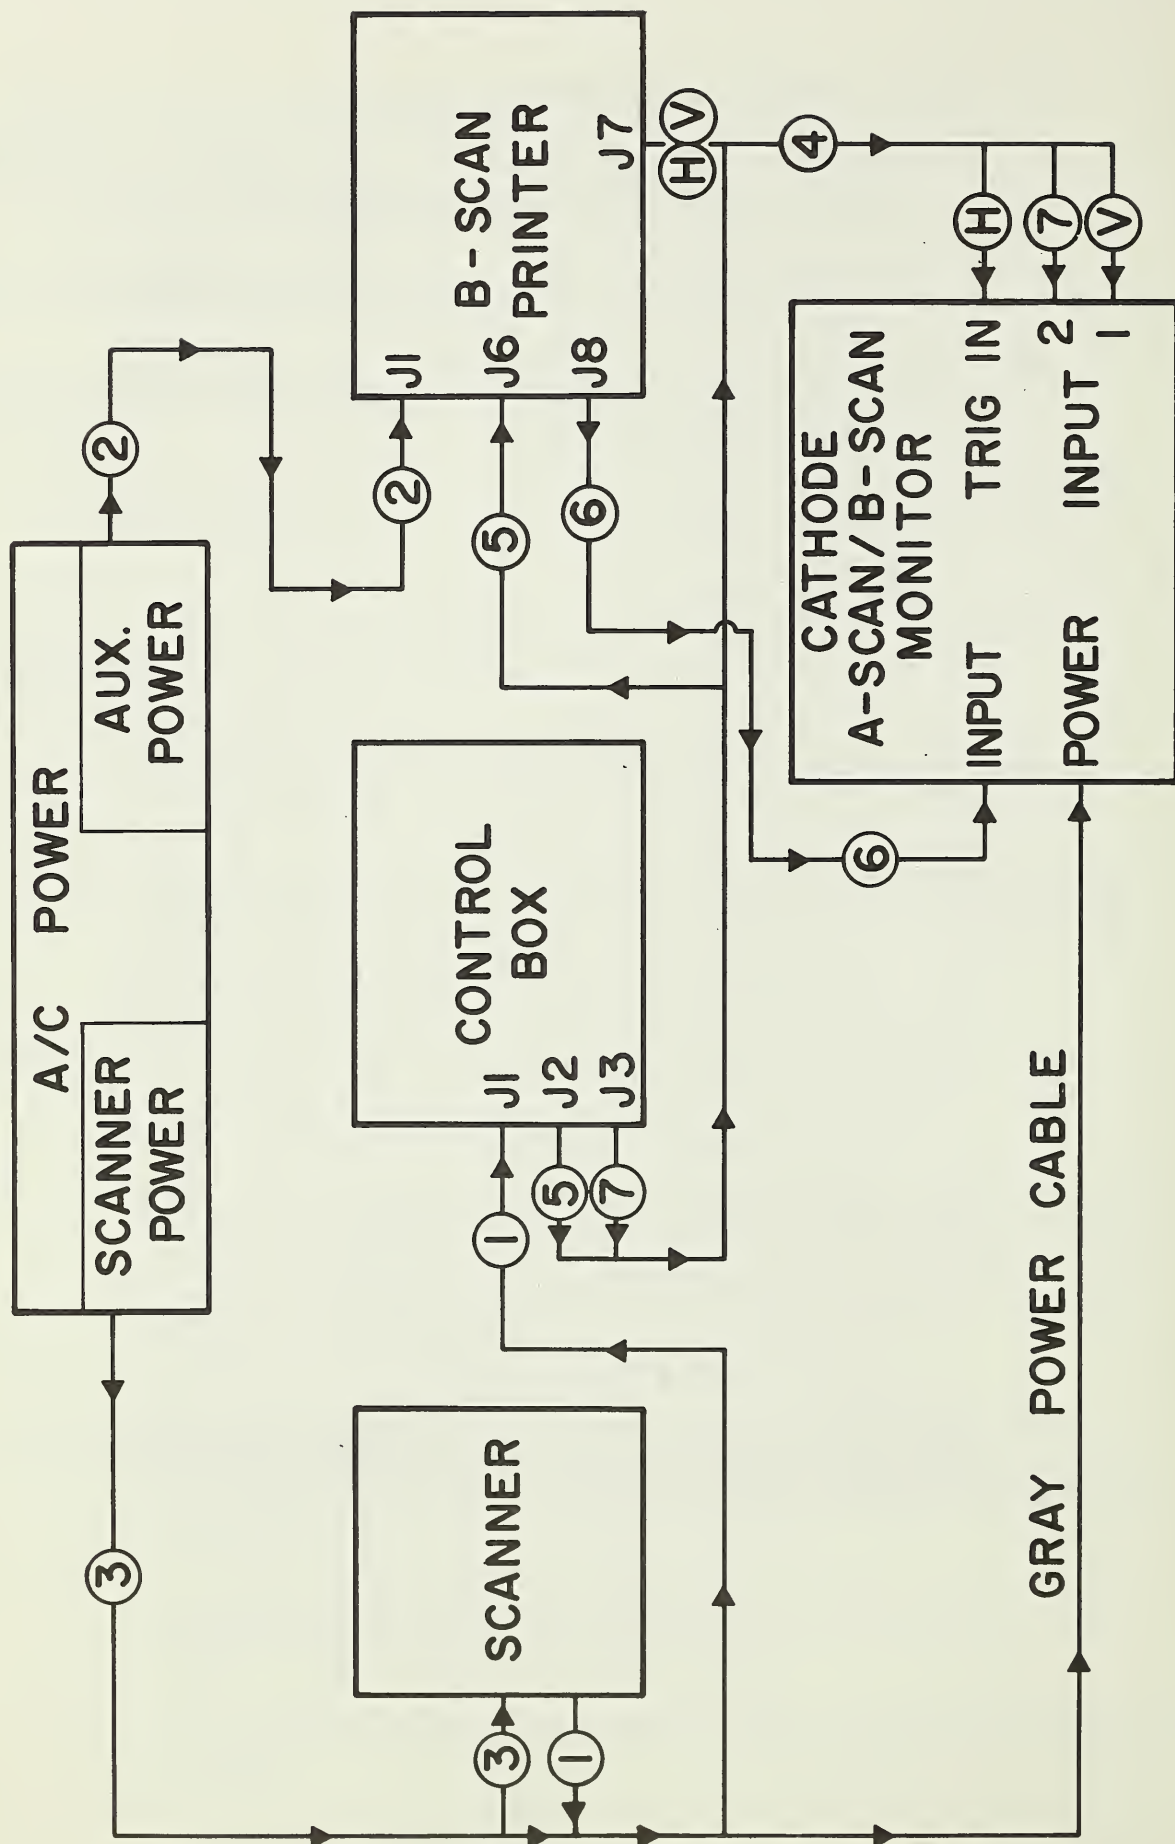 A/C POWER
SCANNER
POWER
AUX.
POWER
3
2
2
SCANNER
3
1
CONTROL
BOX
J1
J2
J3
1
5
7
B-SCAN
PRINTER
J1
J6
J8
J7
5
6
H V
4
H
7
V
6
CATHODE
A-SCAN/B-SCAN
MONITOR
INPUT TRIG IN
POWER INPUT 2
1
GRAY POWER CABLE